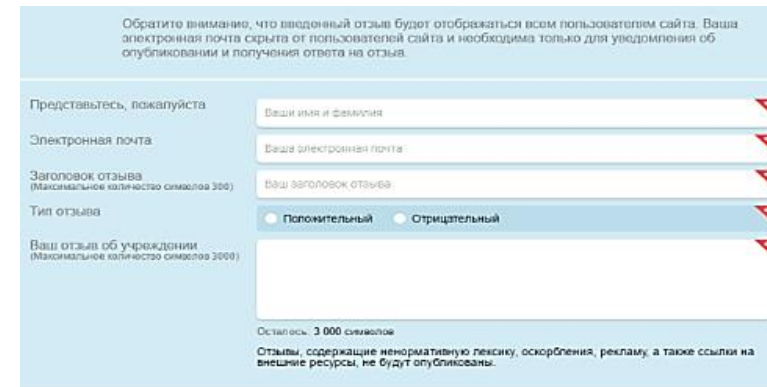 Обратите внимание, что введенный отзыв будет отображаться всем пользователям сайта. Ваша
электронная почта скрыта от пользователей сайта и необходима только для уведомления об
опубликовании и получения ответа на отзыв.
Представьтесь, пожалуйста
Ваши имя и фамилия
Электронная почта
Ваша электронная почта
Заголовок отзыва
(Максимальное количество символов 300)
Ваш заголовок отзыва
Тип отзыва
Положительный Отрицательный
Ваш отзыв об учреждении
(Максимальное количество символов 3000)
Осталось: 3 000 символов
Отзывы, содержащие ненормативную лексику, оскорбления, рекламу, а также ссылки на
внешние ресурсы, не будут опубликованы.